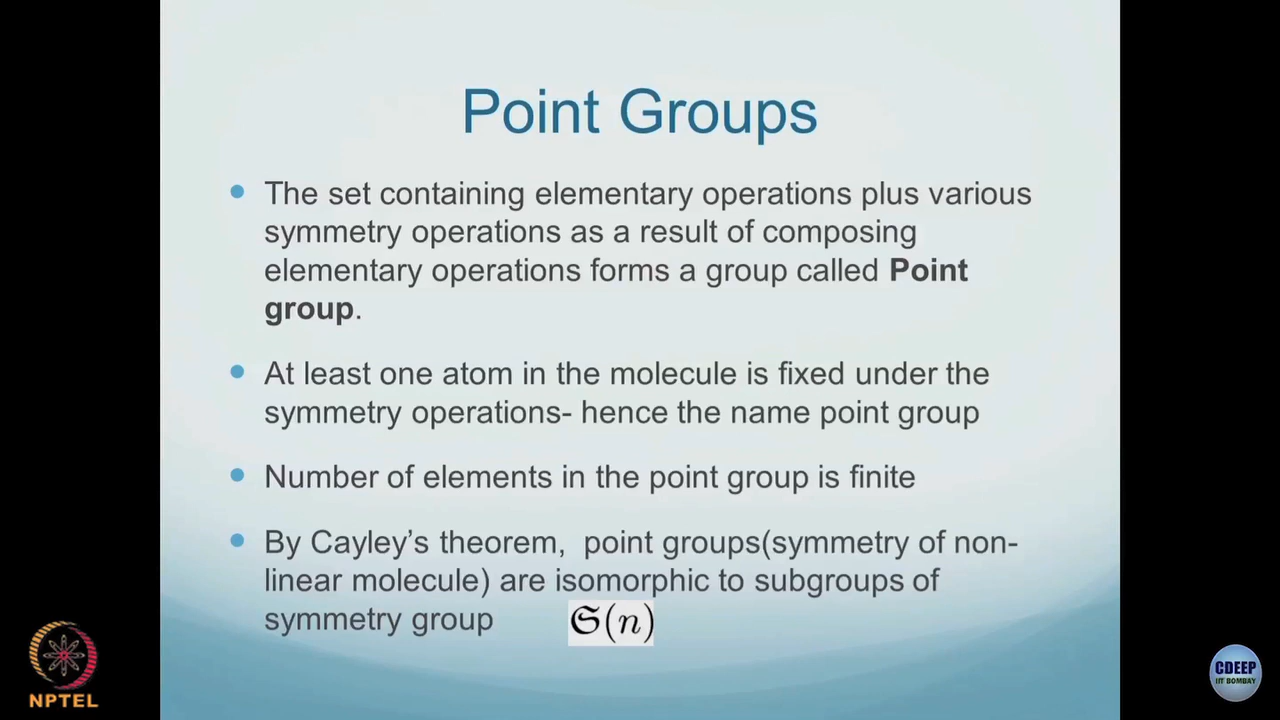 Point Groups
The set containing elementary operations plus various
symmetry operations as a result of composing
elementary operations forms a group called Point
group.
At least one atom in the molecule is fixed under the
symmetry operations- hence the name point group
Number of elements in the point group is finite
By Cayley’s theorem, point groups(symmetry of non-
linear molecule) are isomorphic to subgroups of
symmetry group 𝔖(n)
NPTEL
CDEEP
IIT BOMBAY